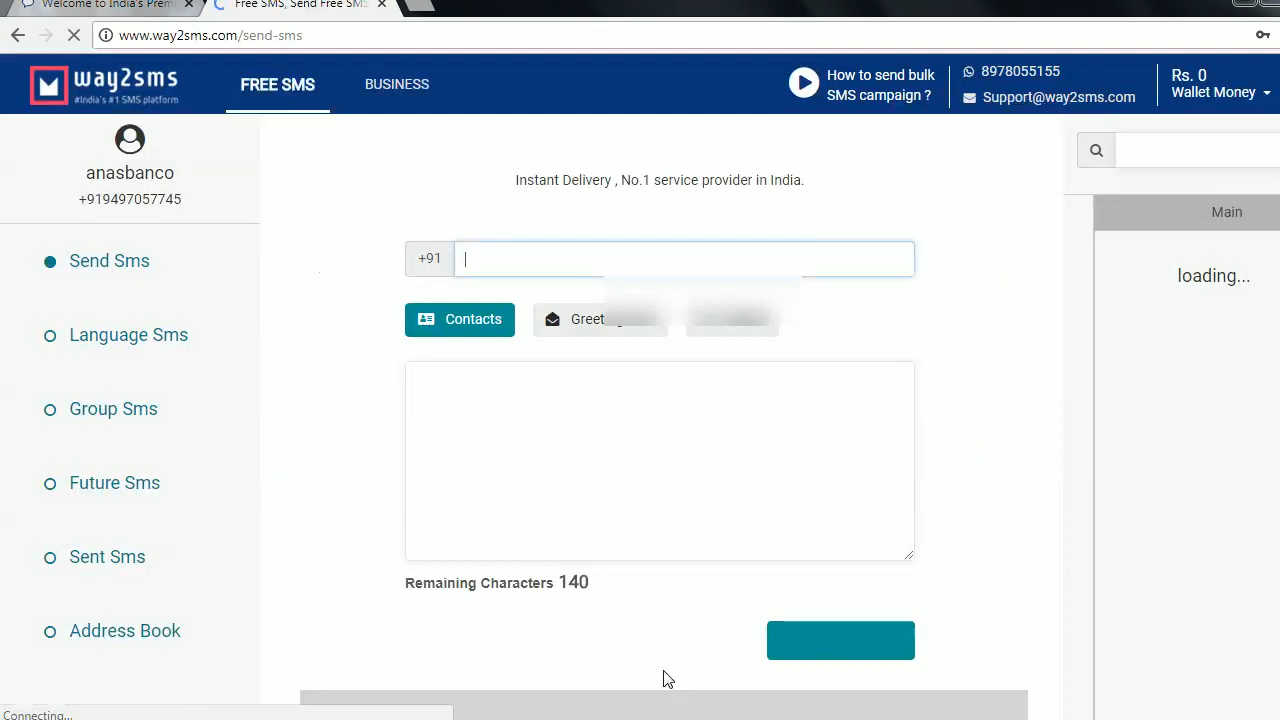 Welcome to India's Prem
Free SMS, Send Free SMS
www.way2sms.com/send-sms
way2sms
#India's #1 SMS platform
FREE SMS
BUSINESS
How to send bulk
SMS campaign ?
8978055155
Support@way2sms.com
Rs. 0
Wallet Money
anasbanco
+919497057745
Send Sms
Language Sms
Group Sms
Future Sms
Sent Sms
Address Book
Instant Delivery , No.1 service provider in India.
+91
Contacts
Remaining Characters 140
Main
loading...
Connecting...